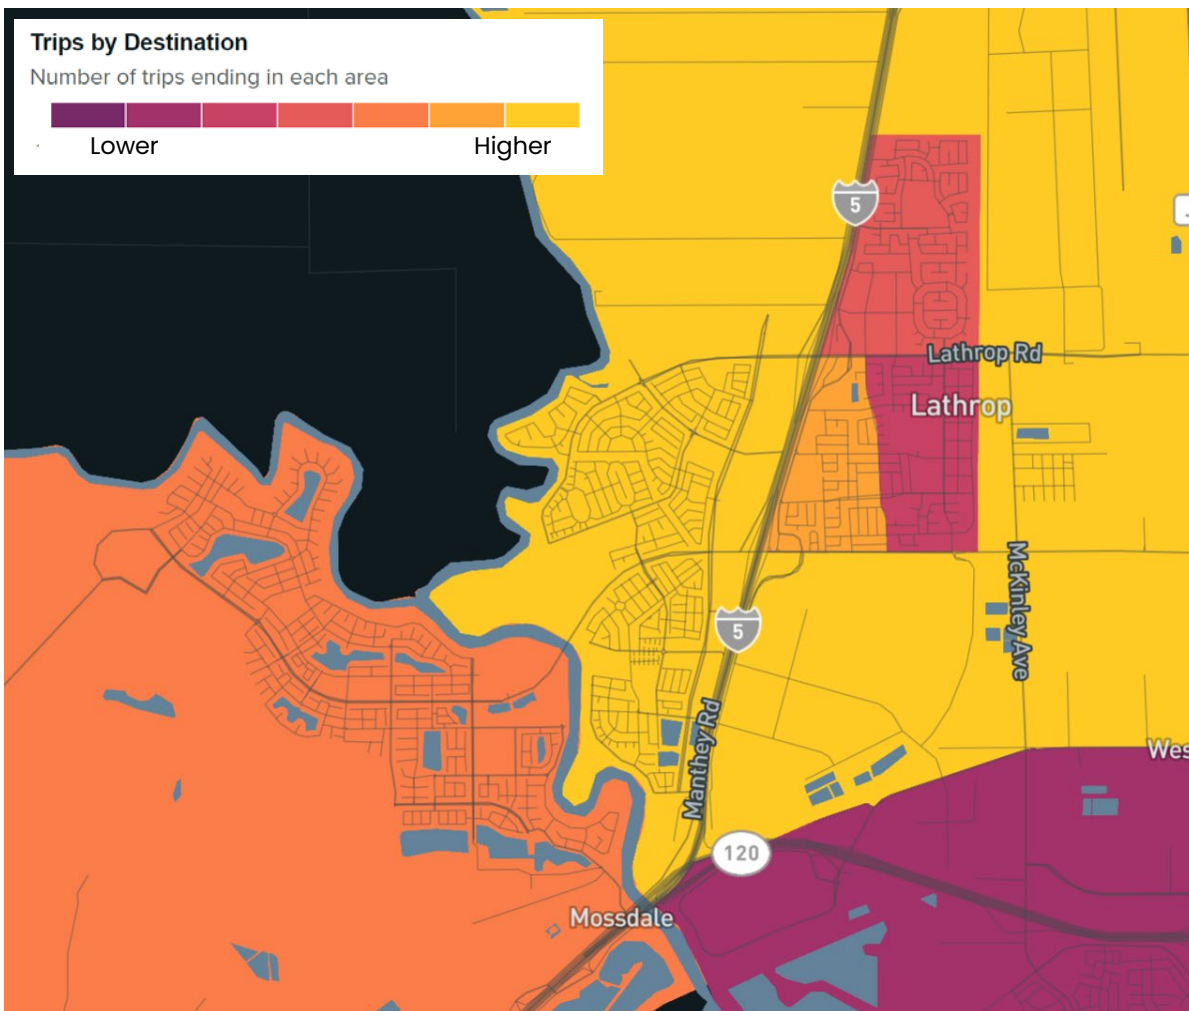 Trips by Destination
Number of trips ending in each area
Lower
Higher
5
Lathrop Rd
Lathrop
McKinley Ave
5
Manthey Rd
Wes
120
Mossdale